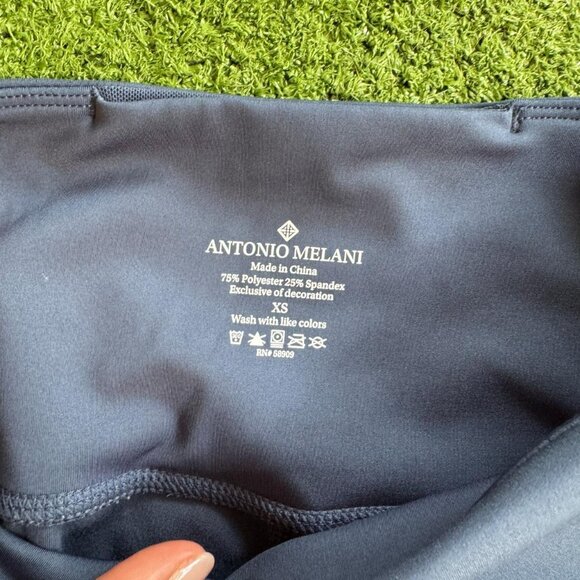 ANTONIO MELANI
Made in China
75% Polyester 25% Spandex
Exclusive of decoration
XS
Wash with like colors
RN# 58909